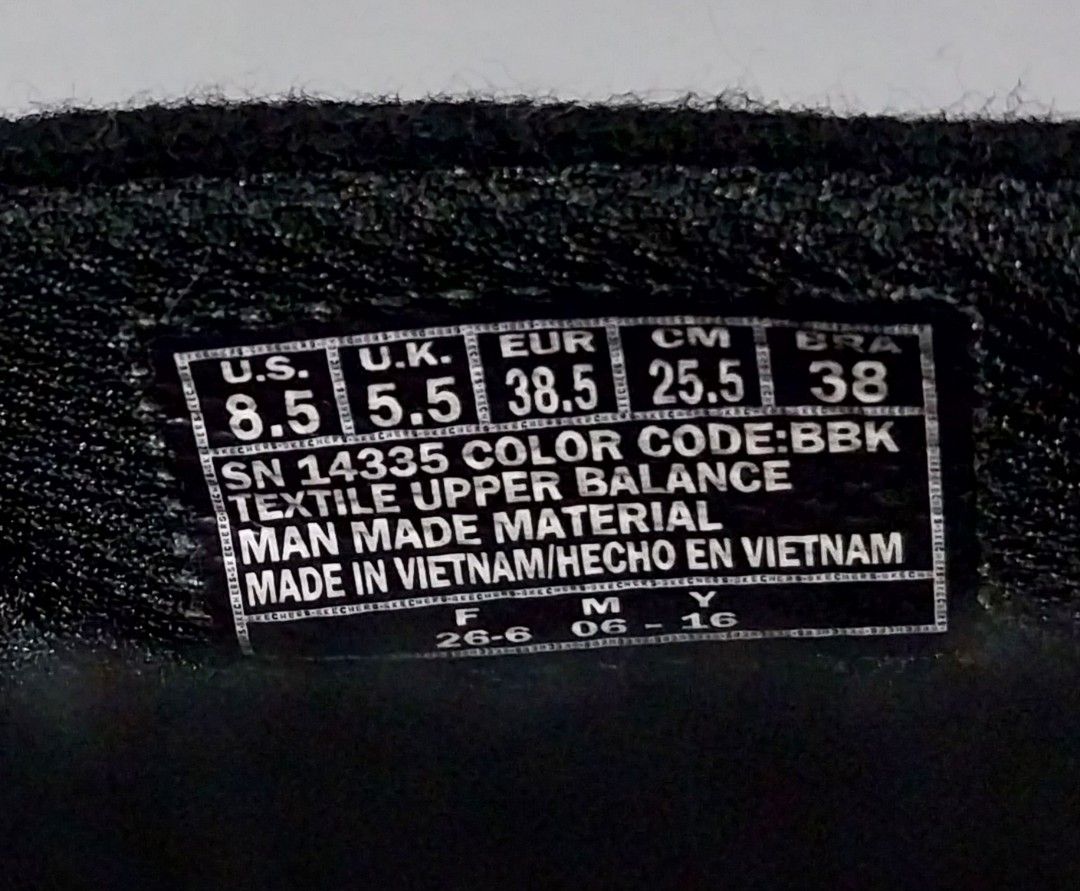 U.S. U.K. EUR CM BRA
8.5 5.5 38.5 25.5 38
SN 14335 COLOR CODE:BBK
TEXTILE UPPER BALANCE
MAN MADE MATERIAL
MADE IN VIETNAM/HECHO EN VIETNAM
F M Y
26-6 06 - 16